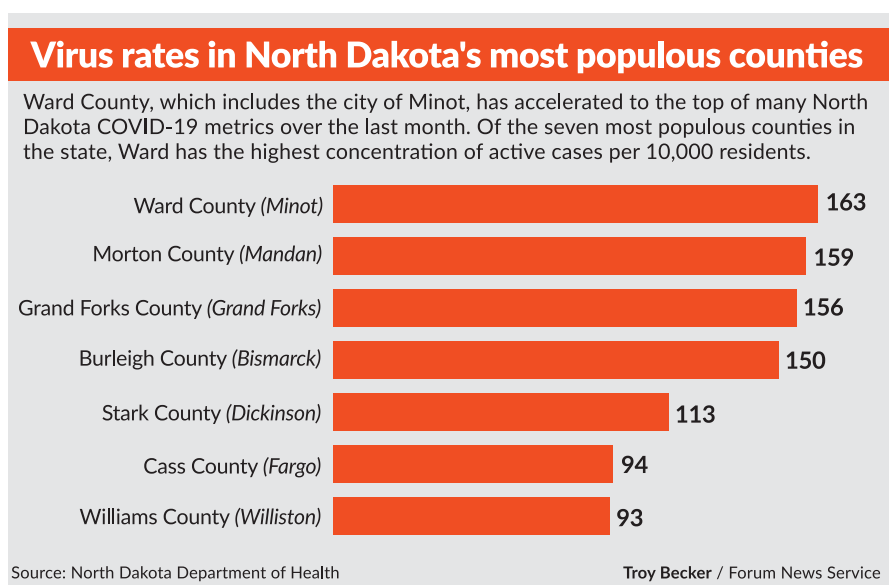 Virus rates in North Dakota's most populous counties
Ward County, which includes the city of Minot, has accelerated to the top of many North
Dakota COVID-19 metrics over the last month. Of the seven most populous counties in
the state, Ward has the highest concentration of active cases per 10,000 residents.
Ward County (Minot) 163
Morton County (Mandan) 159
Grand Forks County (Grand Forks) 156
Burleigh County (Bismarck) 150
Stark County (Dickinson) 113
Cass County (Fargo) 94
Williams County (Williston) 93
Source: North Dakota Department of Health
Troy Becker / Forum News Service